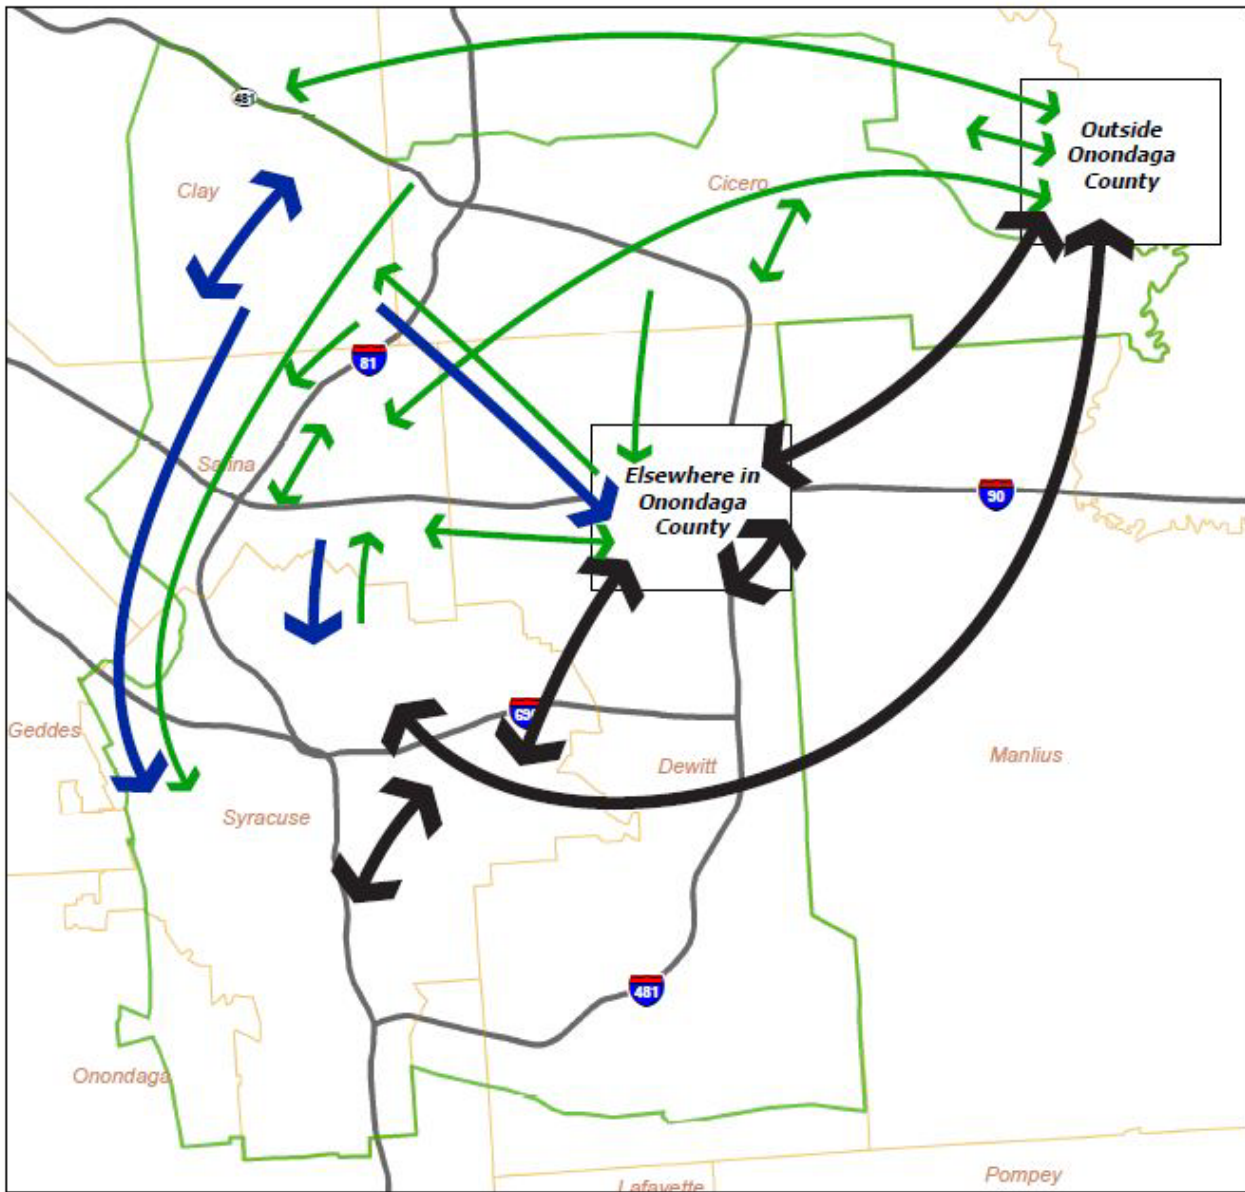 481
Outside
Onondaga
County
Clay
Cicero
81
Salina
Elsewhere in
Onondaga
County
90
690
Geddes
Dewitt
Manlius
Syracuse
481
Onondaga
Pompey
Lafayette